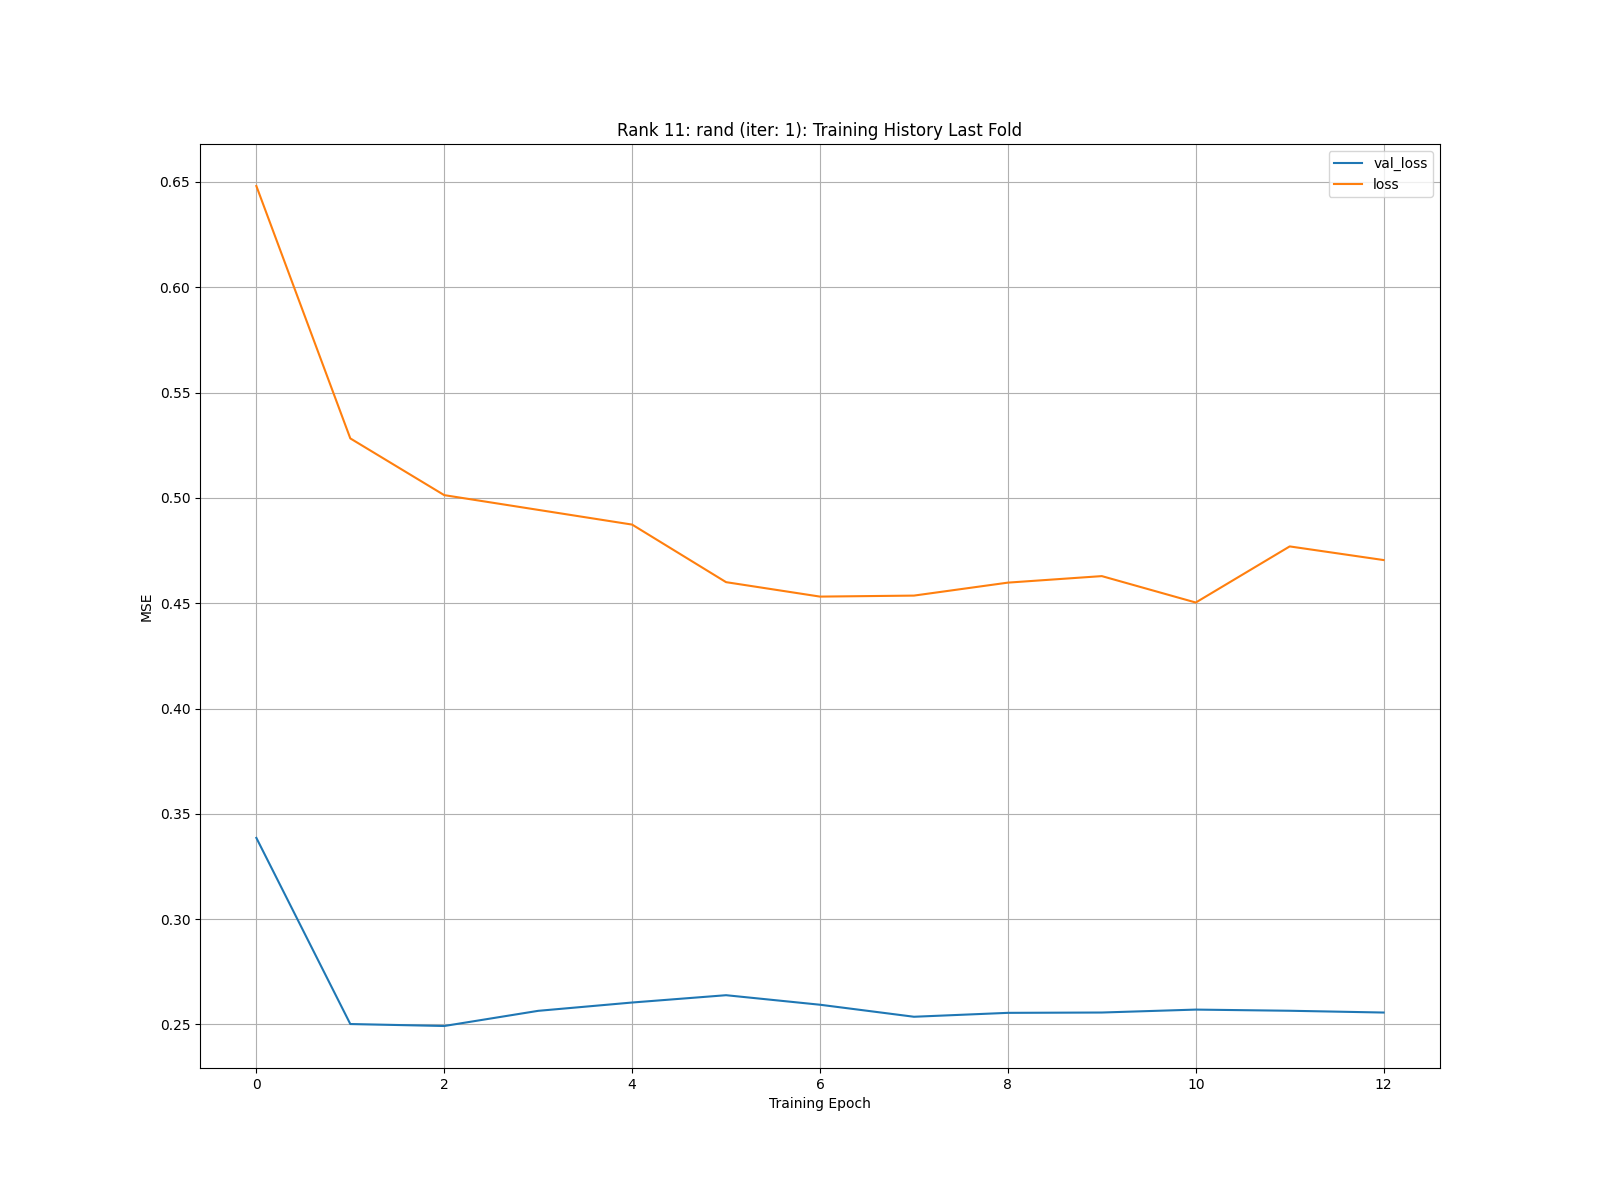 Rank 11: rand (iter: 1): Training History Last Fold
val_loss
loss
0.65
0.60
0.55
0.50
0.45
0.40
0.35
0.30
0.25
MSE
0 2 4 6 8 10 12
Training Epoch